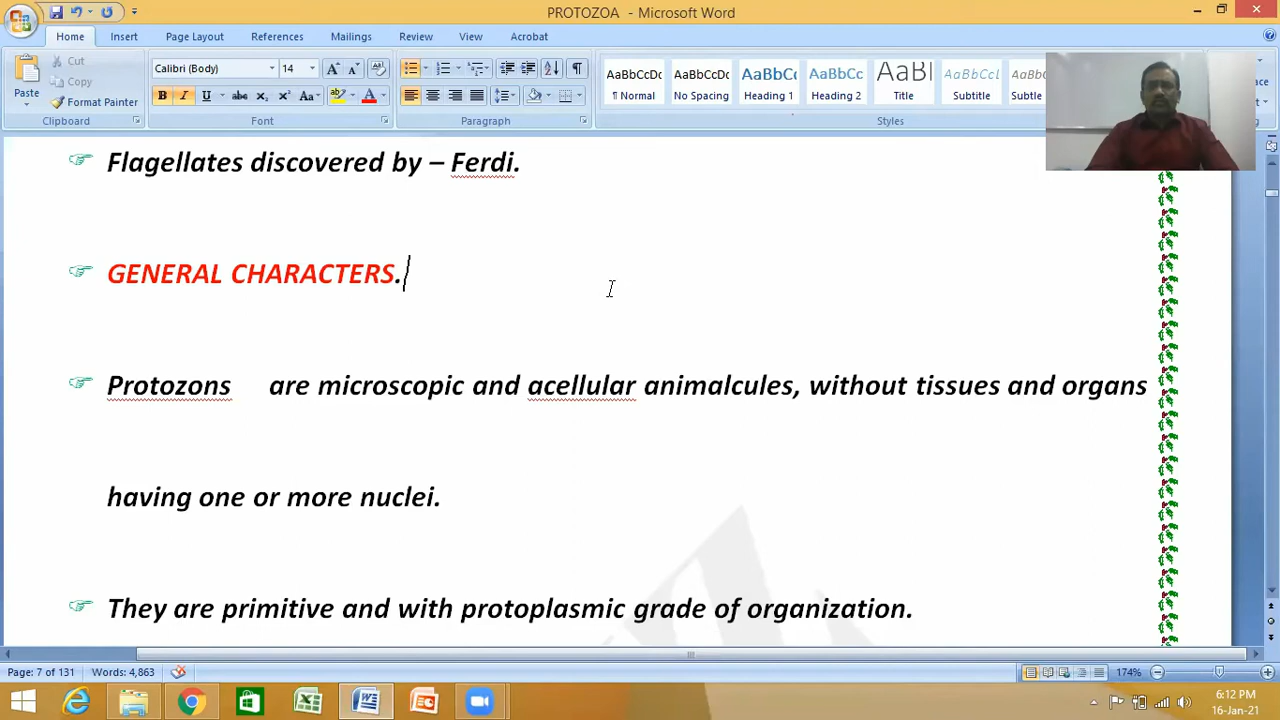 PROTOZOA - Microsoft Word
Home Insert Page Layout References Mailings Review View Acrobat
Paste
Cut
Copy
Format Painter
Clipboard
Calibri (Body) 14
Font
Paragraph
AaBbCcDc AaBbCcDc AaBbCc AaBbCc AaBl AaBbCcL AaBbCc
¶ Normal No Spacing Heading 1 Heading 2 Title Subtitle Subtle
Styles
Flagellates discovered by – Ferdi.
GENERAL CHARACTERS.
Protozons are microscopic and acellular animalcules, without tissues and organs
having one or more nuclei.
They are primitive and with protoplasmic grade of organization.
Page: 7 of 131 Words: 4,863 174%
6:12 PM
16-Jan-21